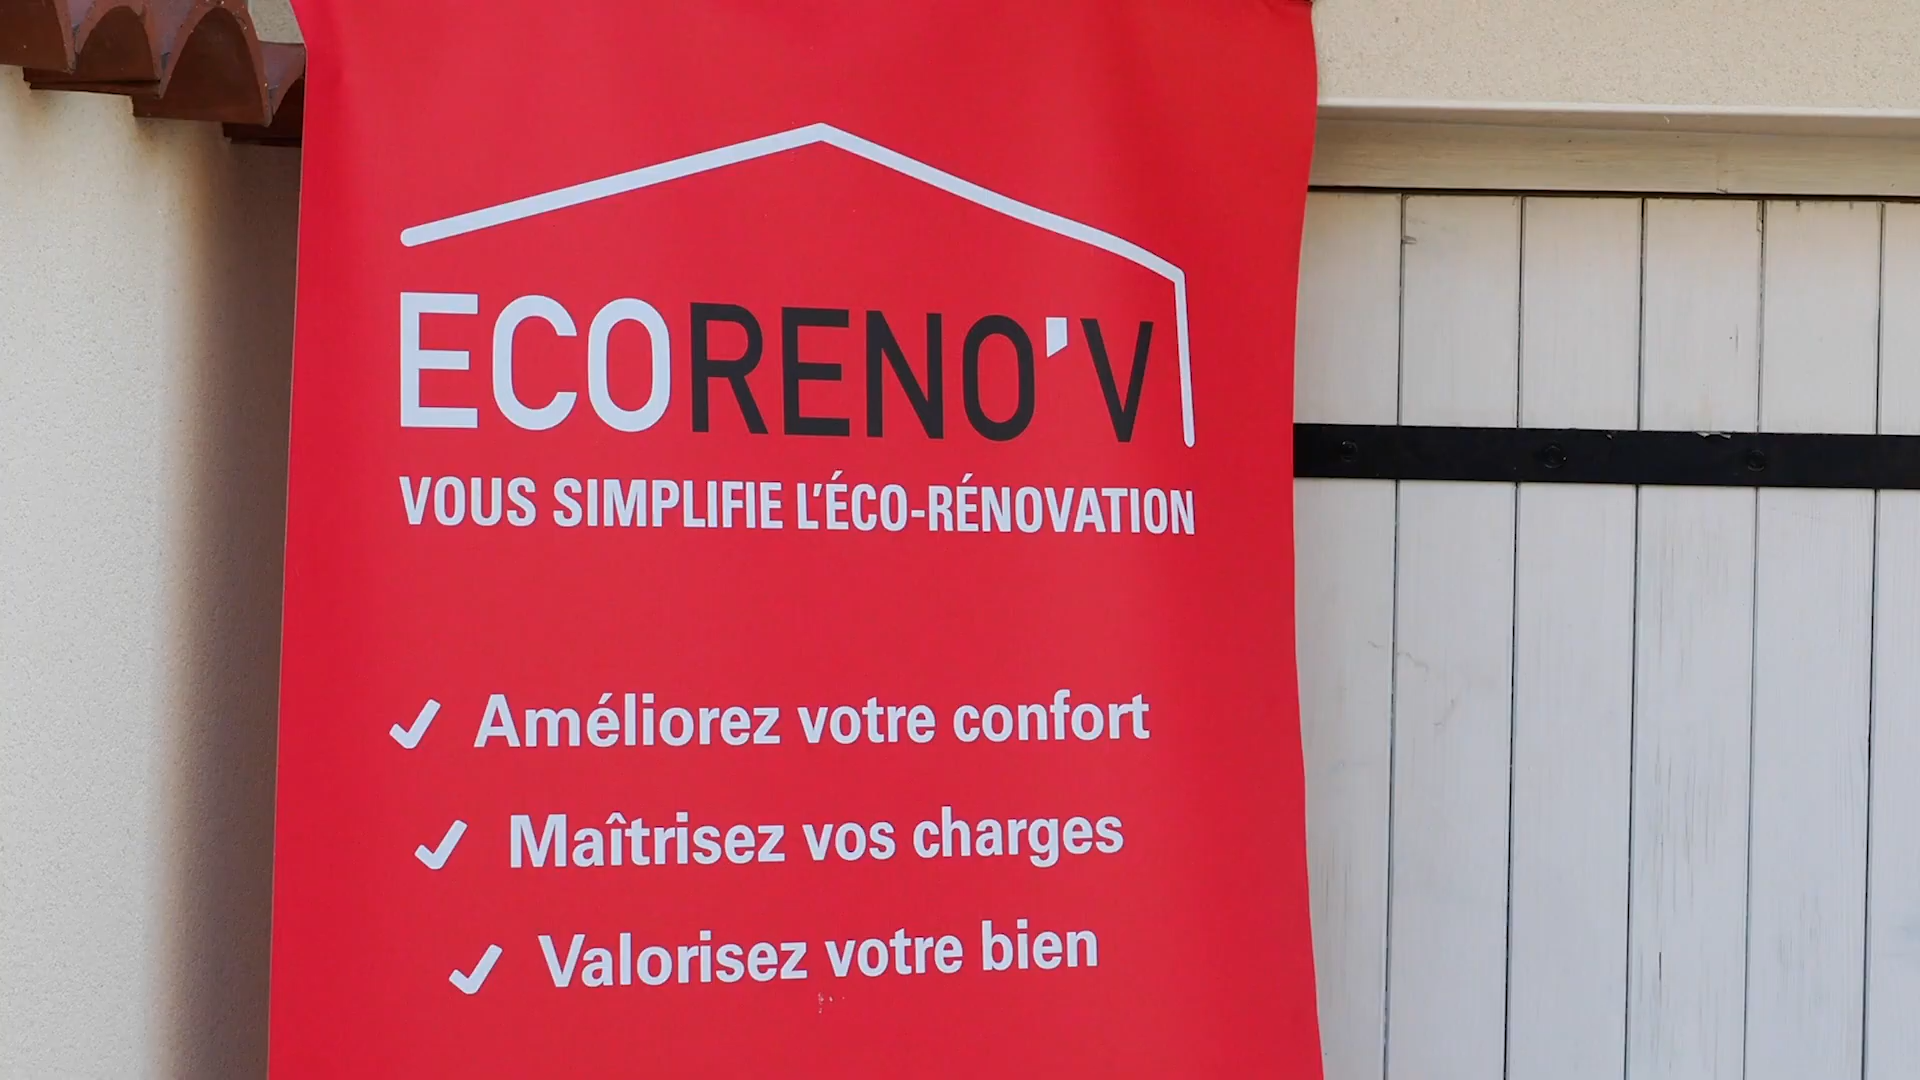 ECORENO'V
VOUS SIMPLIFIE L'ÉCO-RÉNOVATION
Améliorez votre confort
Maîtrisez vos charges
Valorisez votre bien